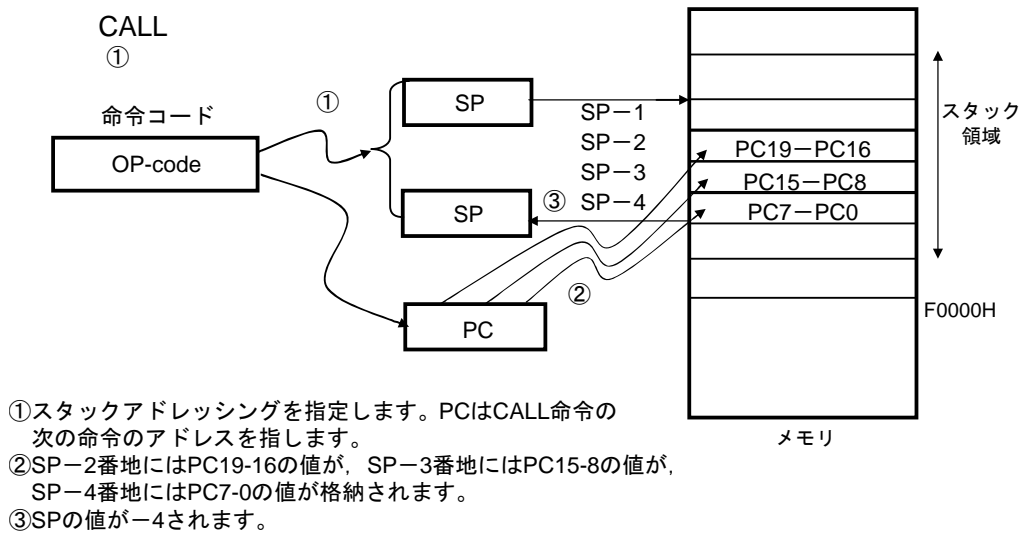 CALL
①
命令コード
OP-code
①
SP
SP
③
PC
②
SP－1
SP－2
SP－3
SP－4
PC19－PC16
PC15－PC8
PC7－PC0
スタック
領域
F0000H
メモリ
①スタックアドレッシングを指定します。PCはCALL命令の
次の命令のアドレスを指します。
②SP－2番地にはPC19-16の値が，SP－3番地にはPC15-8の値が，
SP－4番地にはPC7-0の値が格納されます。
③SPの値が－4されます。